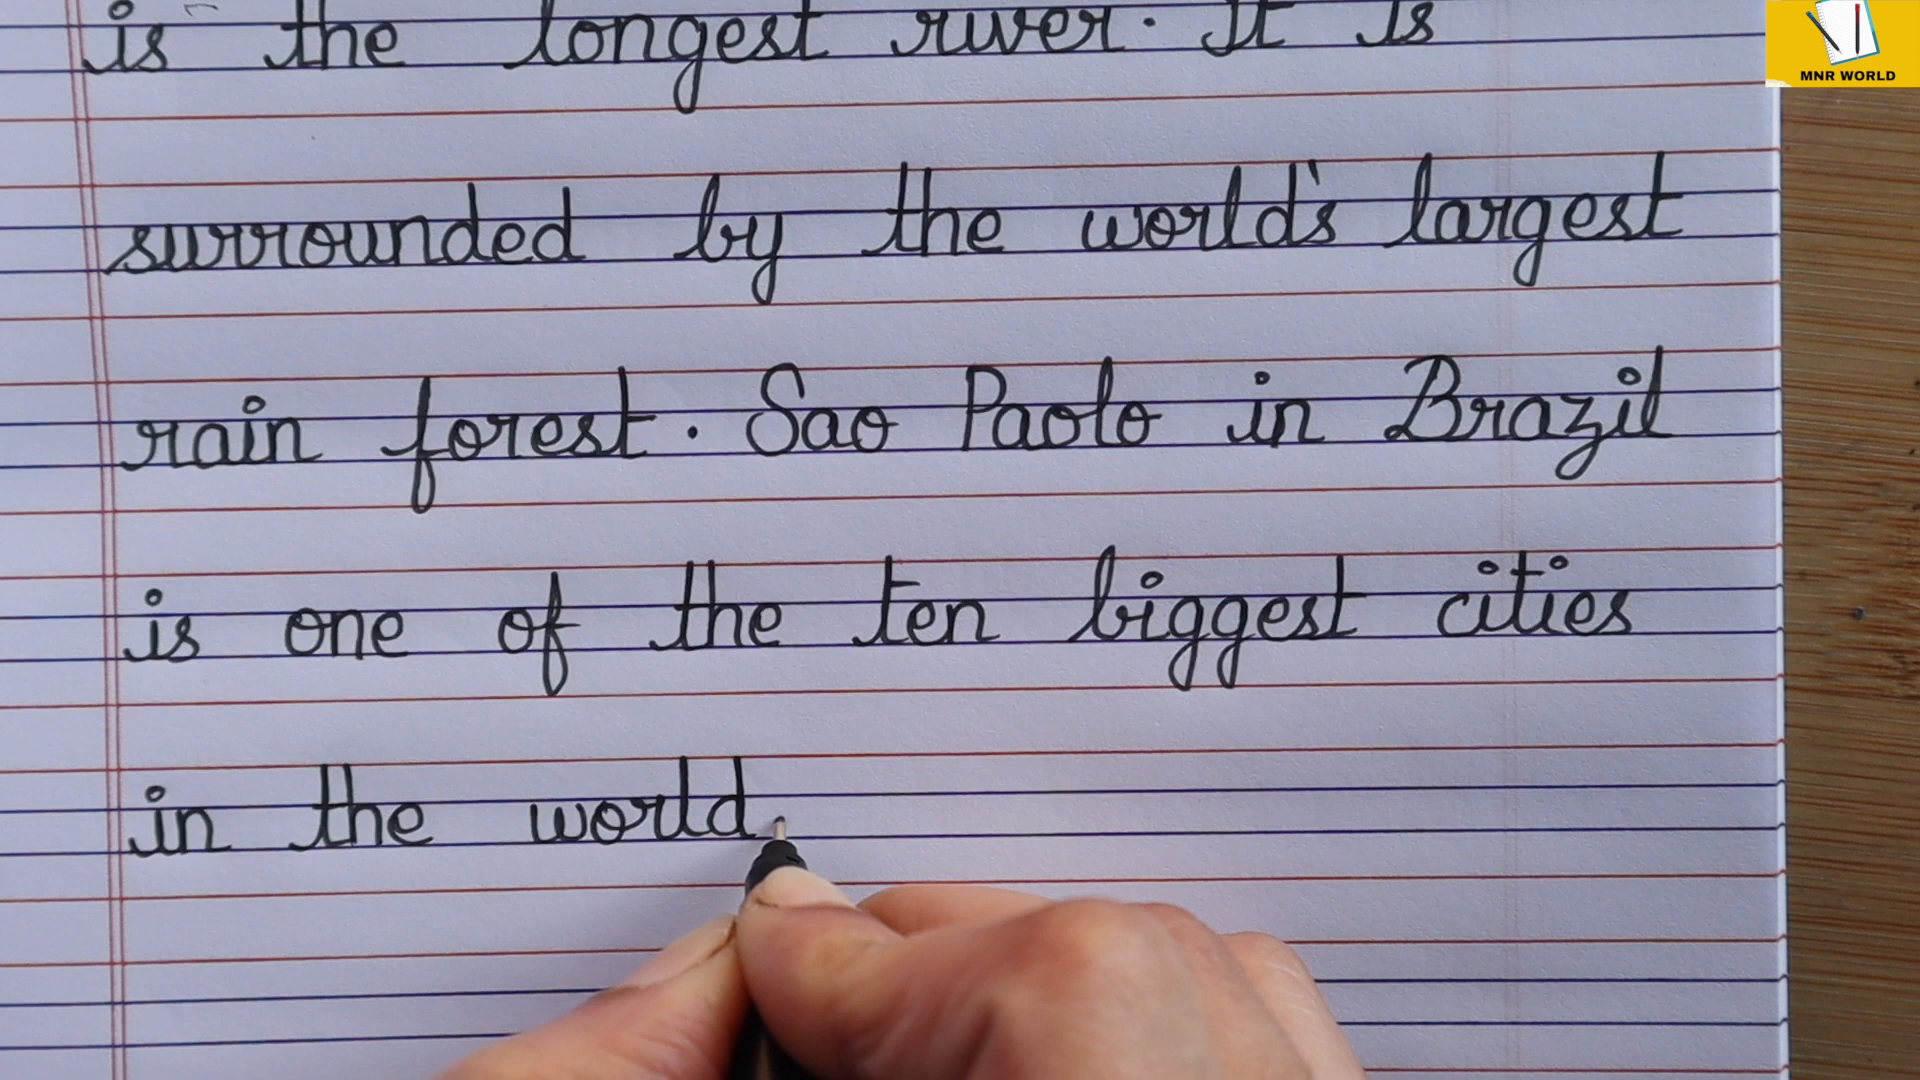 is the longest river. It is
surrounded by the world's largest
rain forest. Sao Paolo in Brazil
is one of the ten biggest cities
in the world.
MNR WORLD